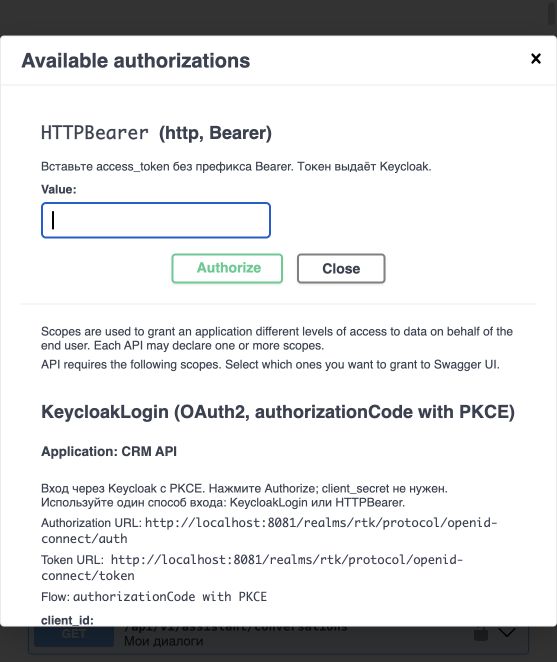 Available authorizations
×
HTTPBearer (http, Bearer)
Вставьте access_token без префикса Bearer. Токен выдаёт Keycloak.
Value:
Authorize
Close
Scopes are used to grant an application different levels of access to data on behalf of the
end user. Each API may declare one or more scopes.
API requires the following scopes. Select which ones you want to grant to Swagger UI.
KeycloakLogin (OAuth2, authorizationCode with PKCE)
Application: CRM API
Вход через Keycloak с PKCE. Нажмите Authorize; client_secret не нужен.
Используйте один способ входа: KeycloakLogin или HTTPBearer.
Authorization URL: http://localhost:8081/realms/rtk/protocol/openid-
connect/auth
Token URL: http://localhost:8081/realms/rtk/protocol/openid-
connect/token
Flow: authorizationCode with PKCE
client_id:
GET
/api/v1/assistant/conversations
Мои диалоги